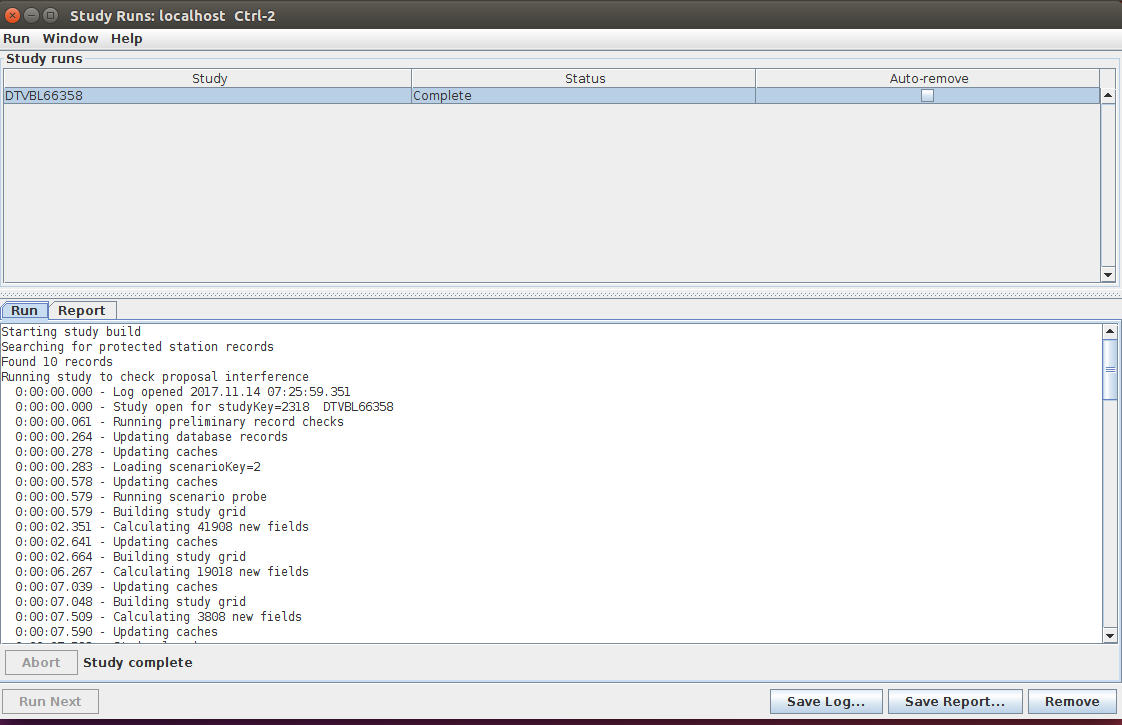 Study Runs: localhost  Ctrl-2
Run Window Help
Study runs
Study Status Auto-remove
DTVBL66358 Complete
Run Report
Starting study build
Searching for protected station records
Found 10 records
Running study to check proposal interference
0:00:00.000 - Log opened 2017.11.14 07:25:59.351
0:00:00.000 - Study open for studyKey=2318  DTVBL66358
0:00:00.061 - Running preliminary record checks
0:00:00.264 - Updating database records
0:00:00.278 - Updating caches
0:00:00.283 - Loading scenarioKey=2
0:00:00.578 - Updating caches
0:00:00.579 - Running scenario probe
0:00:00.579 - Building study grid
0:00:02.351 - Calculating 41908 new fields
0:00:02.641 - Updating caches
0:00:02.664 - Building study grid
0:00:06.267 - Calculating 19018 new fields
0:00:07.039 - Updating caches
0:00:07.048 - Building study grid
0:00:07.509 - Calculating 3808 new fields
0:00:07.590 - Updating caches
Abort Study complete
Run Next Save Log... Save Report... Remove